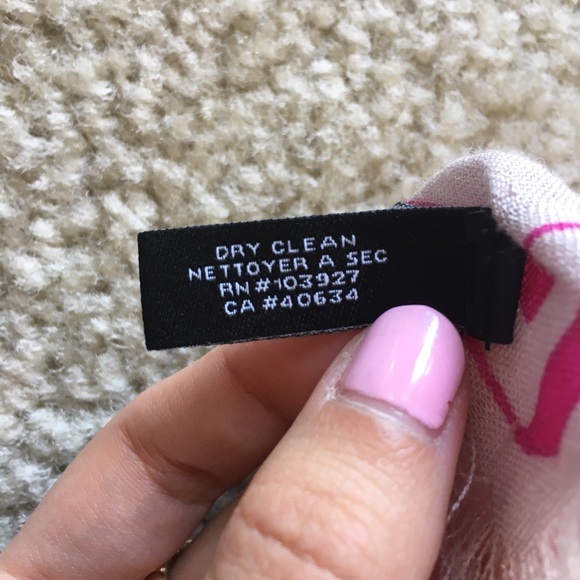 DRY CLEAN
NETTOYER A SEC
RN #103927
CA #40634